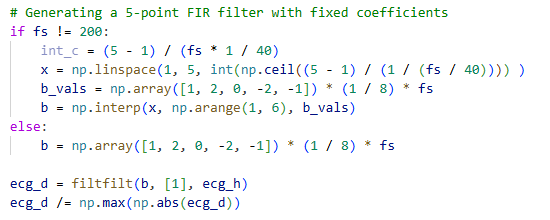 # Generating a 5-point FIR filter with fixed coefficients
if fs != 200:
    int_c = (5 - 1) / (fs * 1 / 40)
    x = np.linspace(1, 5, int(np.ceil((5 - 1) / (1 / (fs / 40)))) )
    b_vals = np.array([1, 2, 0, -2, -1]) * (1 / 8) * fs
    b = np.interp(x, np.arange(1, 6), b_vals)
else:
    b = np.array([1, 2, 0, -2, -1]) * (1 / 8) * fs

ecg_d = filtfilt(b, [1], ecg_h)
ecg_d /= np.max(np.abs(ecg_d))